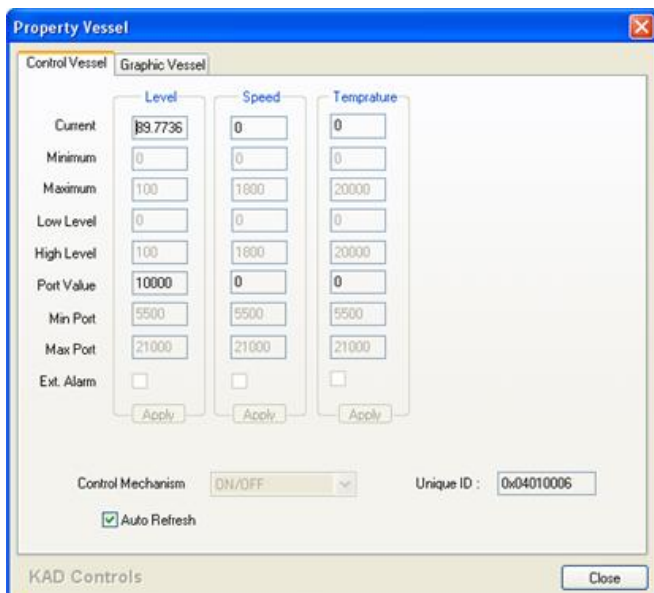 Property Vessel
Control Vessel Graphic Vessel
Level Speed Temprature
Current 89.7736 0 0
Minimum 0 0 0
Maximum 100 1800 20000
Low Level 0 0 0
High Level 100 1800 20000
Port Value 10000 0 0
Min Port 5500 5500 5500
Max Port 21000 21000 21000
Ext. Alarm
Apply Apply Apply
Control Mechanism ON/OFF Unique ID : 0x04010006
Auto Refresh
KAD Controls Close